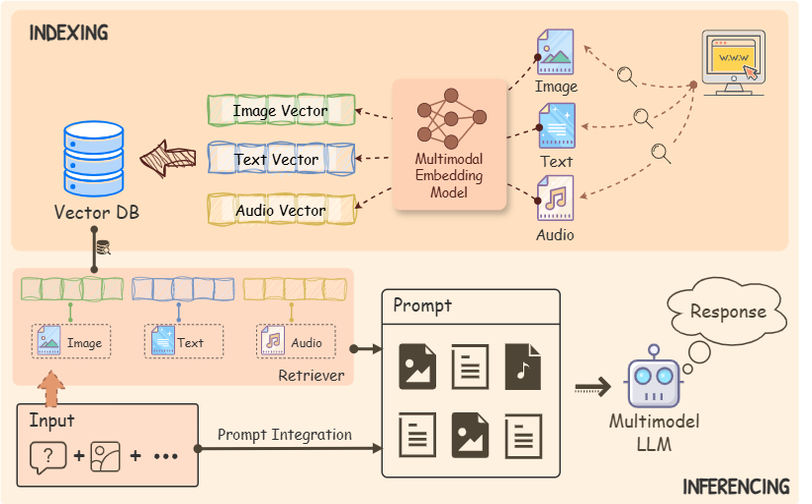 INDEXING
www
Image
Text
Audio
Multimodal
Embedding
Model
Image Vector
Text Vector
Audio Vector
Vector DB
Image
Text
Audio
Retriever
Input
? + + ...
Prompt Integration
Prompt
Response
Multimodel
LLM
INFERENCING